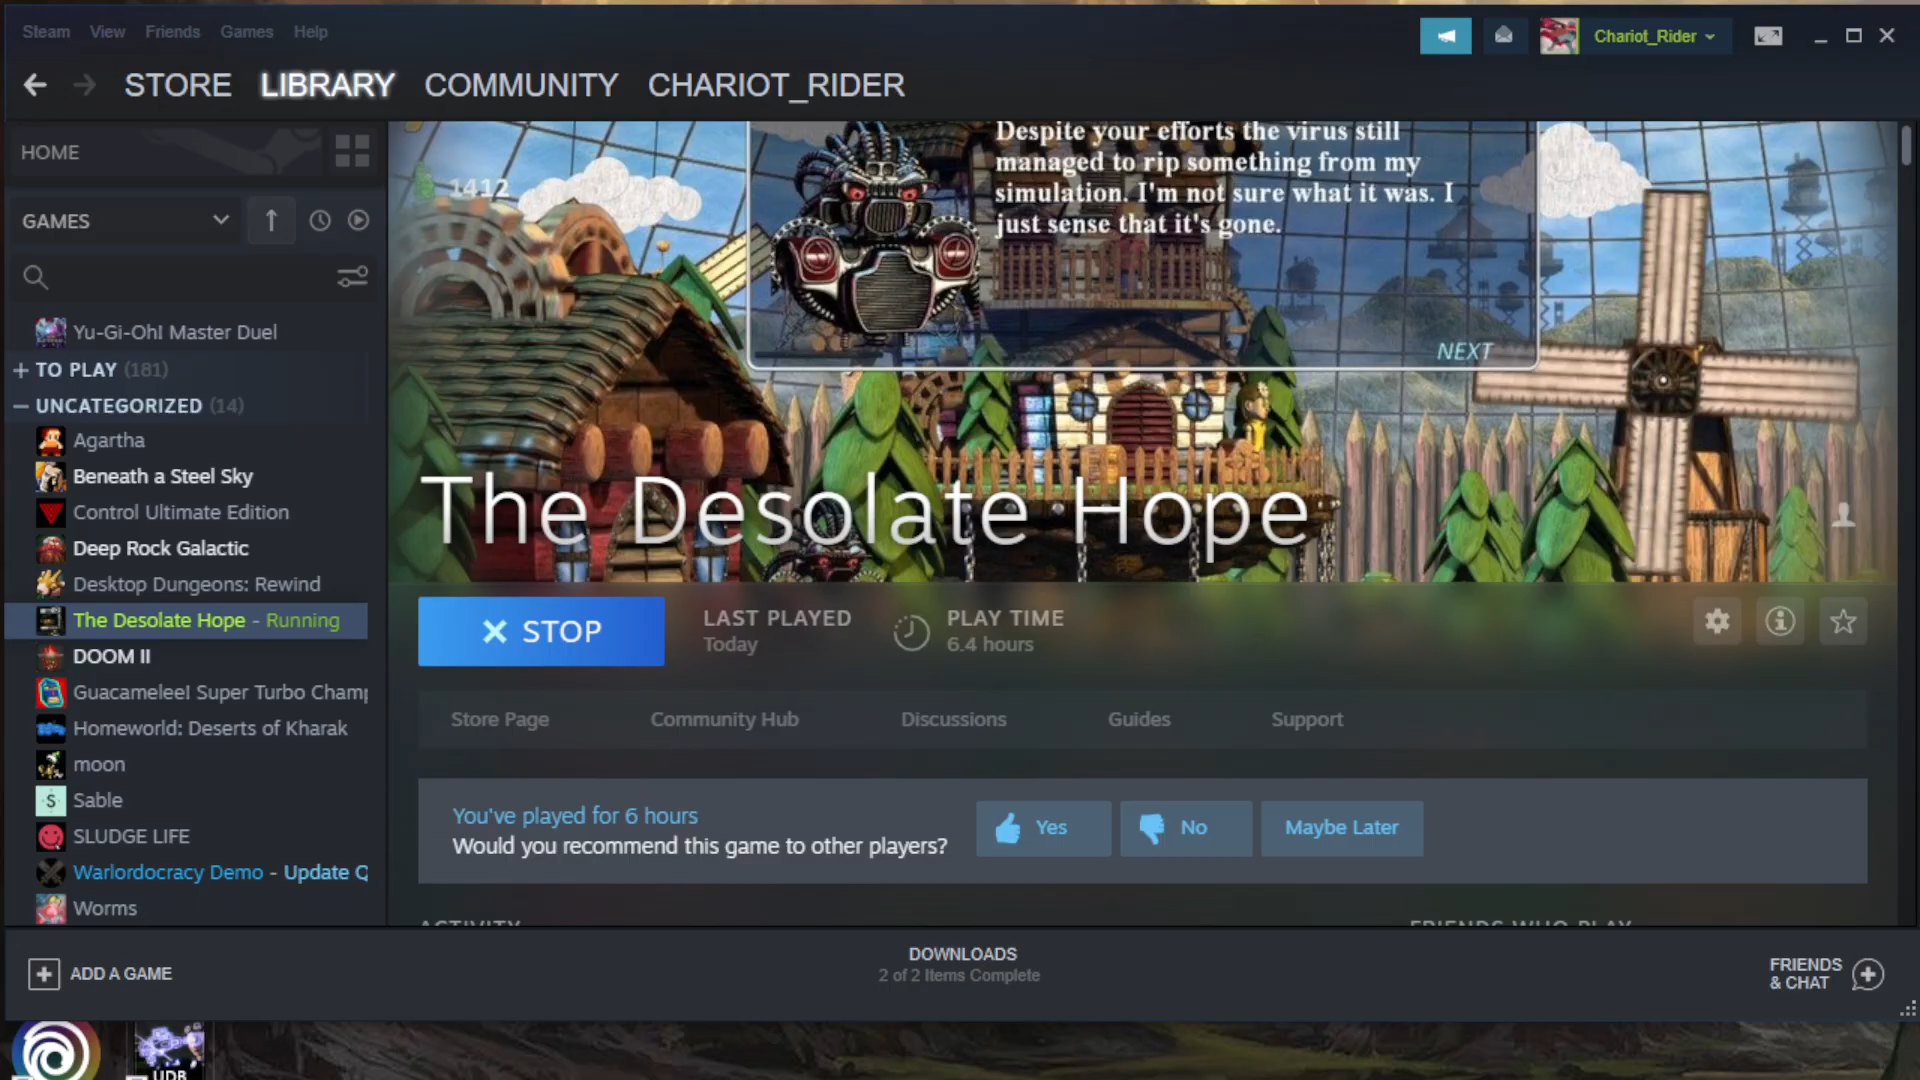 Steam View Friends Games Help
Chariot_Rider
STORE LIBRARY COMMUNITY CHARIOT_RIDER
HOME
GAMES
Yu-Gi-Oh! Master Duel
+ TO PLAY (181)
— UNCATEGORIZED (14)
Agartha
Beneath a Steel Sky
Control Ultimate Edition
Deep Rock Galactic
Desktop Dungeons: Rewind
The Desolate Hope - Running
DOOM II
Guacamelee! Super Turbo Champ
Homeworld: Deserts of Kharak
moon
S Sable
SLUDGE LIFE
Warlordocracy Demo - Update Q
Worms
1412
Despite your efforts the virus still
managed to rip something from my
simulation. I'm not sure what it was. I
just sense that it's gone.
NEXT
The Desolate Hope
STOP
LAST PLAYED
Today
PLAY TIME
6.4 hours
Store Page Community Hub Discussions Guides Support
You've played for 6 hours
Would you recommend this game to other players?
Yes No Maybe Later
ACTIVITY
FRIENDS WHO PLAY
ADD A GAME
DOWNLOADS
2 of 2 Items Complete
FRIENDS
& CHAT
UDB